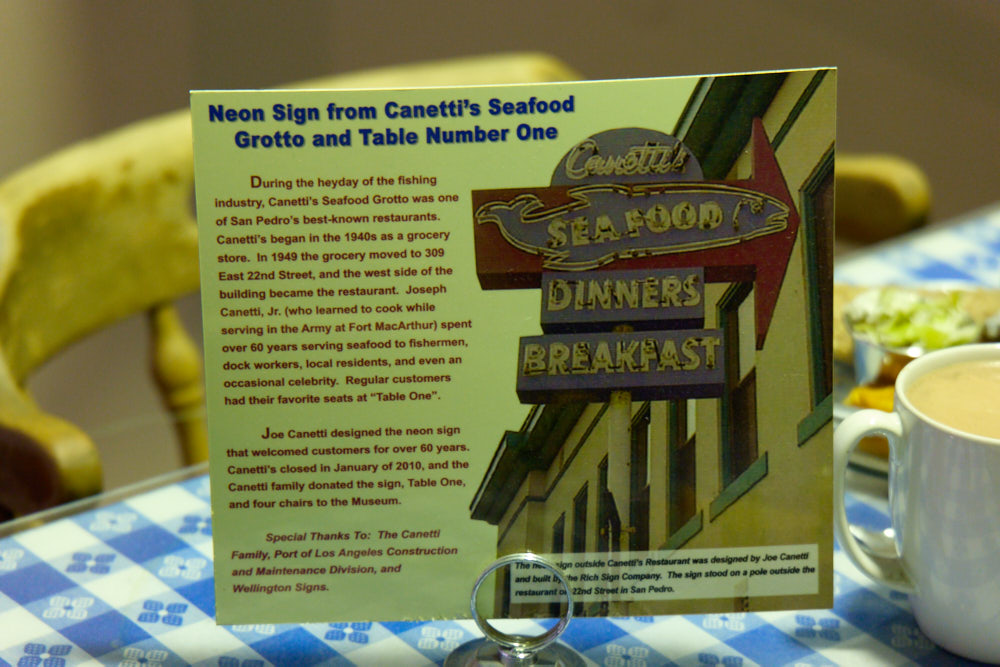 Neon Sign from Canetti's Seafood
Grotto and Table Number One
During the heyday of the fishing
industry, Canetti's Seafood Grotto was one
of San Pedro's best-known restaurants.
Canetti's began in the 1940s as a grocery
store. In 1949 the grocery moved to 309
East 22nd Street, and the west side of the
building became the restaurant. Joseph
Canetti, Jr. (who learned to cook while
serving in the Army at Fort MacArthur) spent
over 60 years serving seafood to fishermen,
dock workers, local residents, and even an
occasional celebrity. Regular customers
had their favorite seats at "Table One".
Joe Canetti designed the neon sign
that welcomed customers for over 60 years.
Canetti's closed in January of 2010, and the
Canetti family donated the sign, Table One,
and four chairs to the Museum.
Special Thanks To: The Canetti
Family, Port of Los Angeles Construction
and Maintenance Division, and
Wellington Signs.
Canetti's
SEAFOOD
DINNERS
BREAKFAST
The sign outside Canetti's Restaurant was designed by Joe Canetti
and built by the Rich Sign Company. The sign stood on a pole outside the
restaurant 22nd Street in San Pedro.